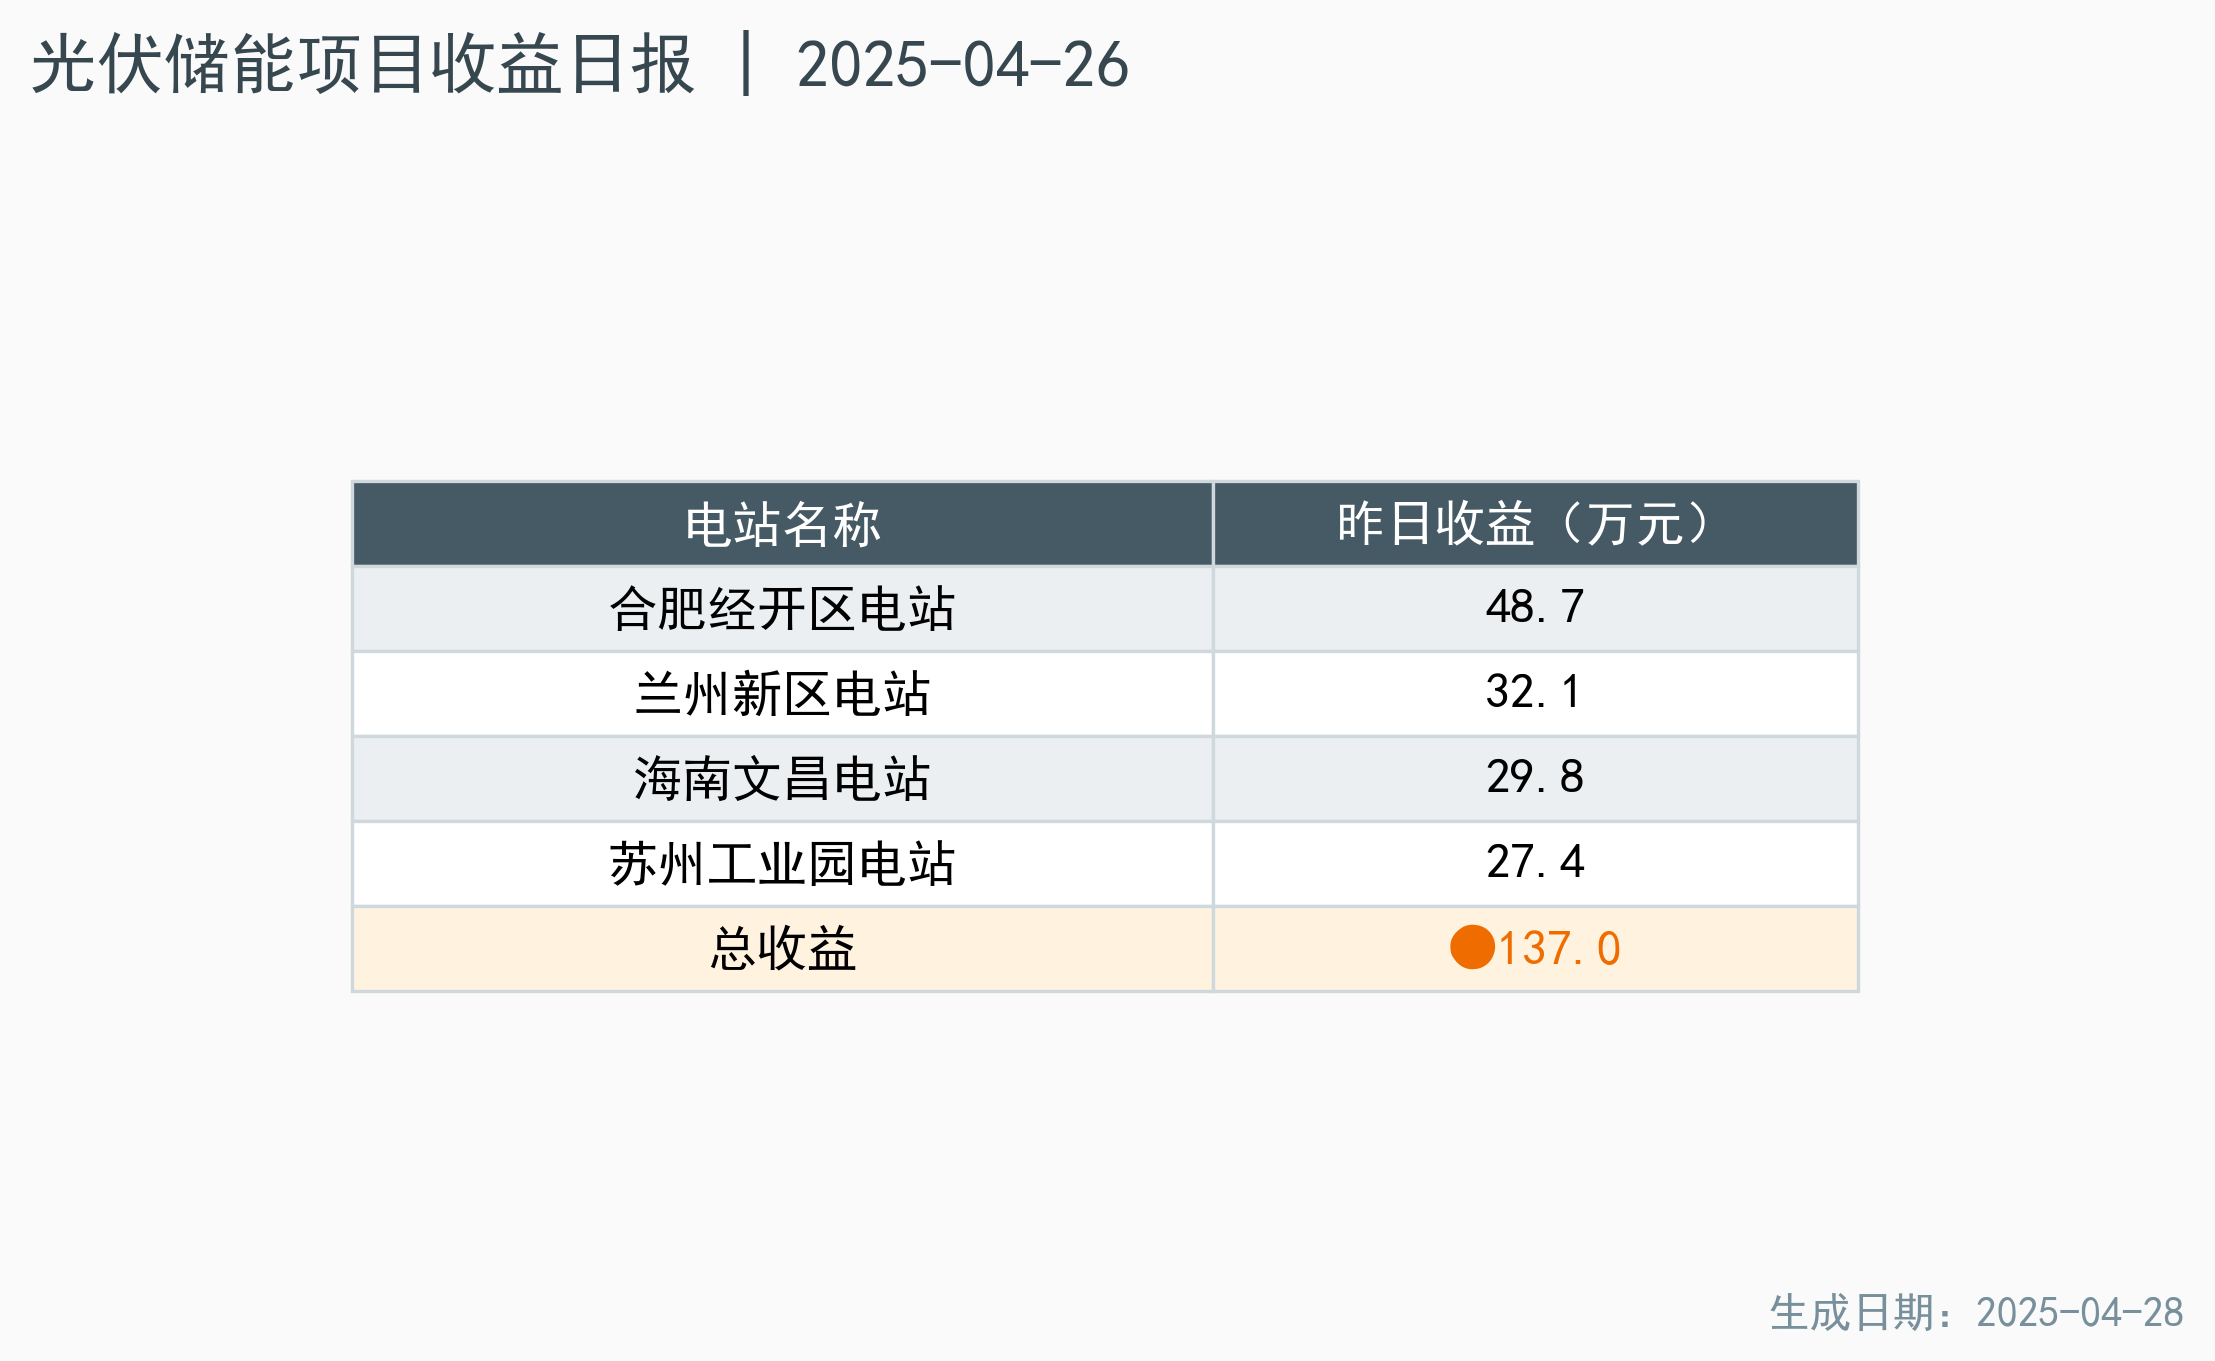 光伏储能项目收益日报 | 2025-04-26
电站名称 昨日收益（万元）
合肥经开区电站 48.7
兰州新区电站 32.1
海南文昌电站 29.8
苏州工业园电站 27.4
总收益 ●137.0
生成日期：2025-04-28